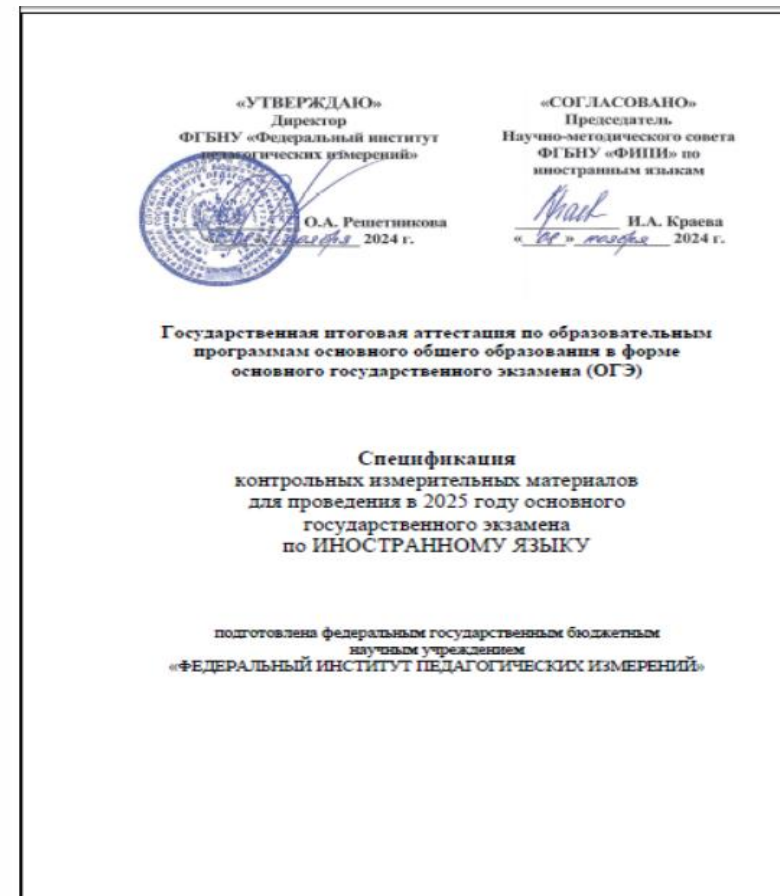 «УТВЕРЖДАЮ»
Директор
ФГБНУ «Федеральный институт
педагогических измерений»
О.А. Решетникова
ноября 2024 г.
«СОГЛАСОВАНО»
Председатель
Научно-методического совета
ФГБНУ «ФИПИ» по
иностранным языкам
И.А. Краева
« » ноября 2024 г.
Государственная итоговая аттестация по образовательным
программам основного общего образования в форме
основного государственного экзамена (ОГЭ)
Спецификация
контрольных измерительных материалов
для проведения в 2025 году основного
государственного экзамена
по ИНОСТРАННОМУ ЯЗЫКУ
подготовлена федеральным государственным бюджетным
научным учреждением
«ФЕДЕРАЛЬНЫЙ ИНСТИТУТ ПЕДАГОГИЧЕСКИХ ИЗМЕРЕНИЙ»